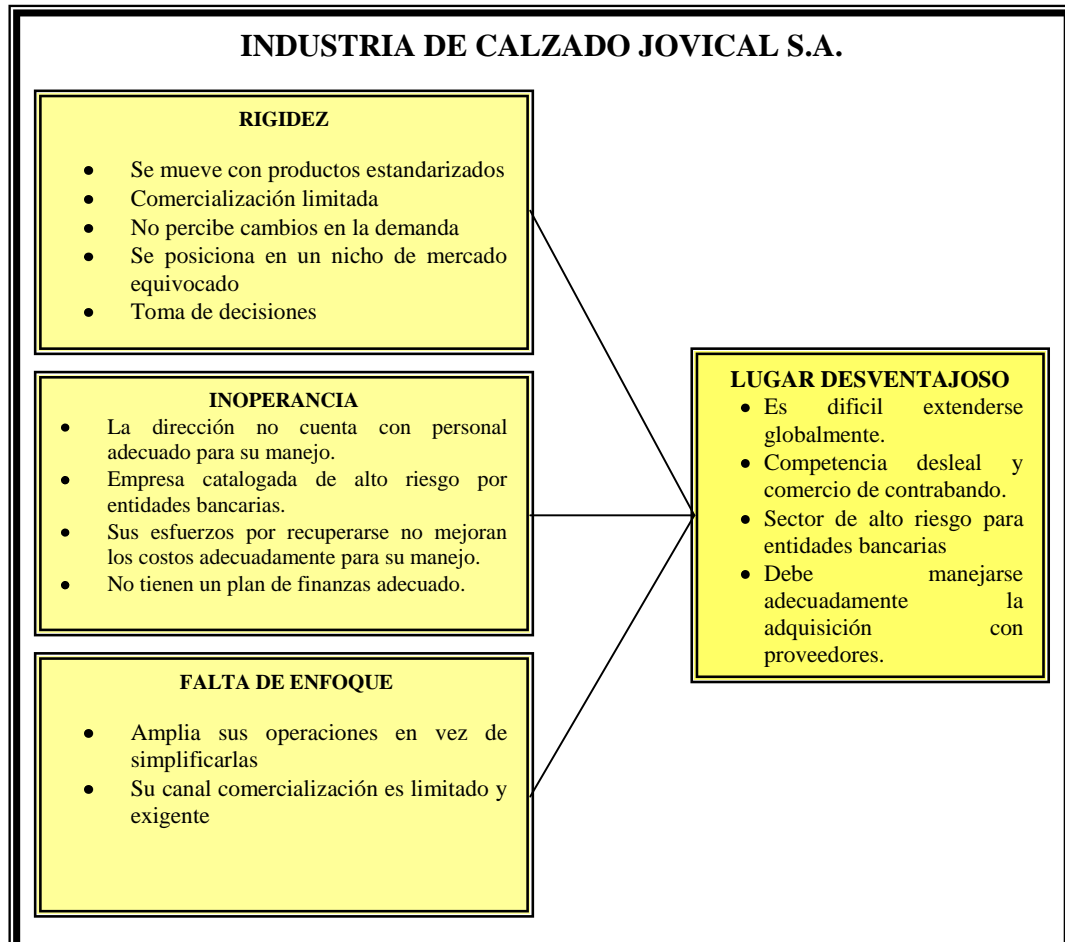 INDUSTRIA DE CALZADO JOVICAL S.A.
RIGIDEZ
● Se mueve con productos estandarizados
● Comercialización limitada
● No percibe cambios en la demanda
● Se posiciona en un nicho de mercado
equivocado
● Toma de decisiones
INOPERANCIA
● La dirección no cuenta con personal
adecuado para su manejo.
● Empresa catalogada de alto riesgo por
entidades bancarias.
● Sus esfuerzos por recuperarse no mejoran
los costos adecuadamente para su manejo.
● No tienen un plan de finanzas adecuado.
FALTA DE ENFOQUE
● Amplia sus operaciones en vez de
simplificarlas
● Su canal comercialización es limitado y
exigente
LUGAR DESVENTAJOSO
● Es dificil extenderse
globalmente.
● Competencia desleal y
comercio de contrabando.
● Sector de alto riesgo para
entidades bancarias
● Debe manejarse
adecuadamente la
adquisición con
proveedores.